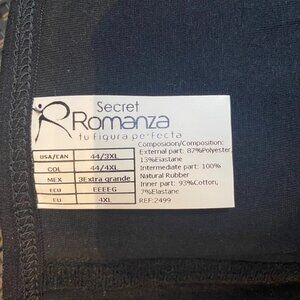 Secret
Romanza
tu figura perfecta
USA/CAN 44/3XL
COL 44/4XL
MEX 3Extra grande
ECU EEEEG
EU 4XL
Composicion/Composition:
External part: 87%Polyester,
13%Elastane
Intermediate part: 100%
Natural Rubber
Inner part: 93%Cotton,
7%Elastane
REF:2499